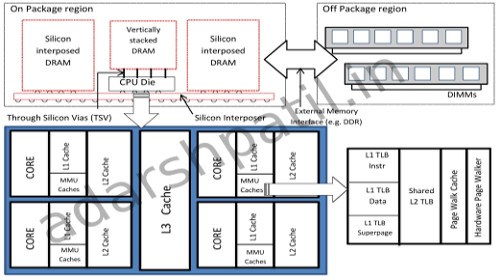 On Package region
Off Package region
Silicon
interposed
DRAM
Vertically
stacked
DRAM
Silicon
interposed
DRAM
CPU Die
DIMMs
Through Silicon Vias (TSV)
Silicon Interposer
External Memory
Interface (e.g. DDR)
CORE
L1 Cache
MMU
Caches
L2 Cache
L3 Cache
CORE
L1 Cache
MMU
Caches
L2 Cache
CORE
L1 Cache
MMU
Caches
L2 Cache
CORE
L1 Cache
MMU
Caches
L2 Cache
L1 TLB
Instr
L1 TLB
Data
L1 TLB
Superpage
Shared
L2 TLB
Page Walk Cache
Hardware Page Walker
adarshpatil.in